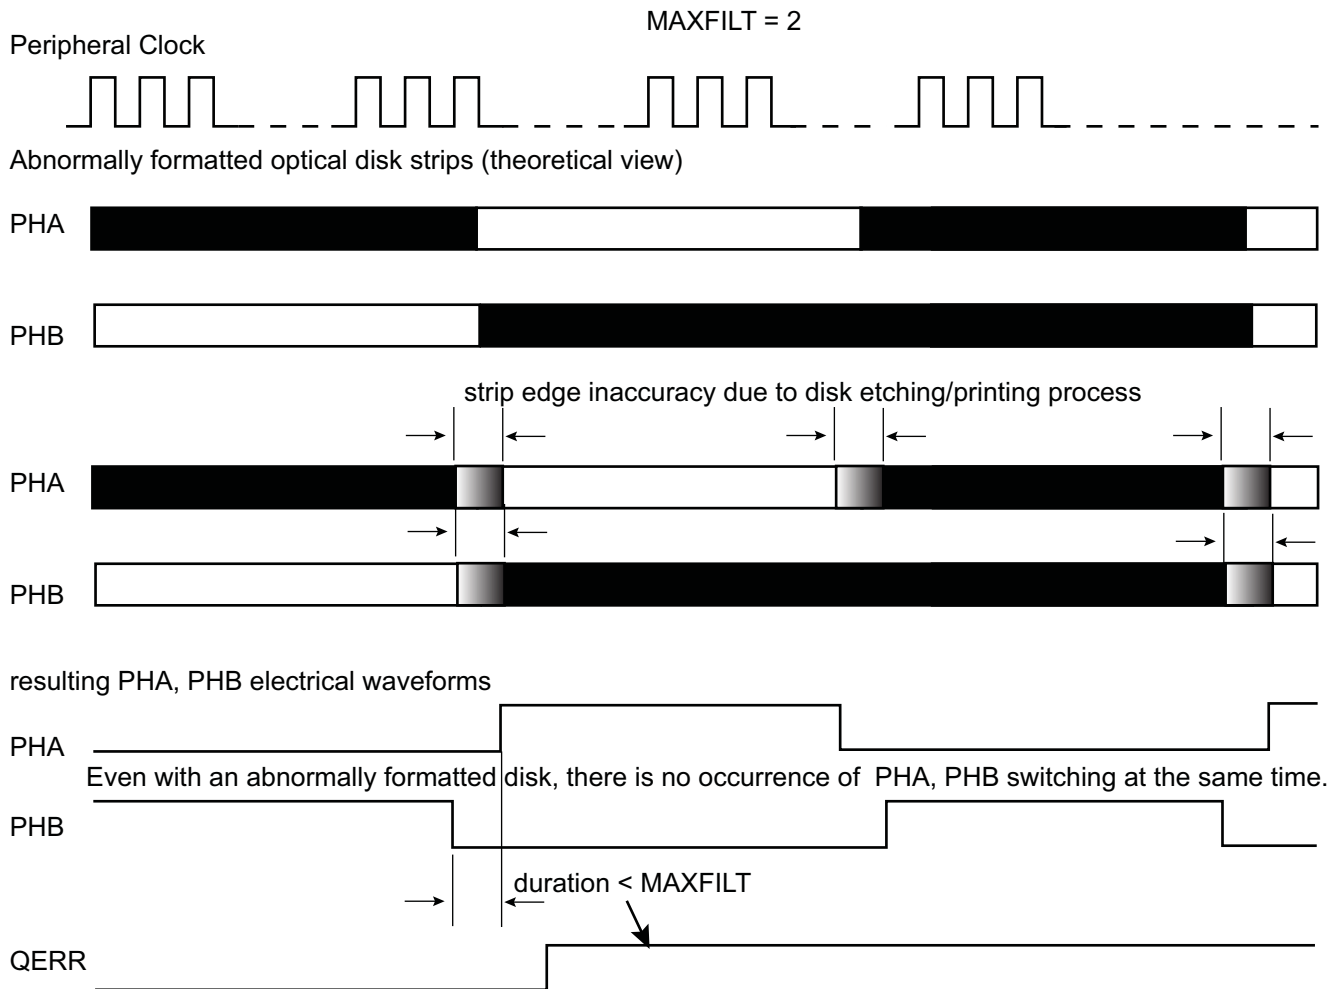 MAXFILT = 2
Peripheral Clock
Abnormally formatted optical disk strips (theoretical view)
PHA
PHB
strip edge inaccuracy due to disk etching/printing process
PHA
PHB
resulting PHA, PHB electrical waveforms
PHA
Even with an abnormally formatted disk, there is no occurrence of PHA, PHB switching at the same time.
PHB
duration < MAXFILT
QERR